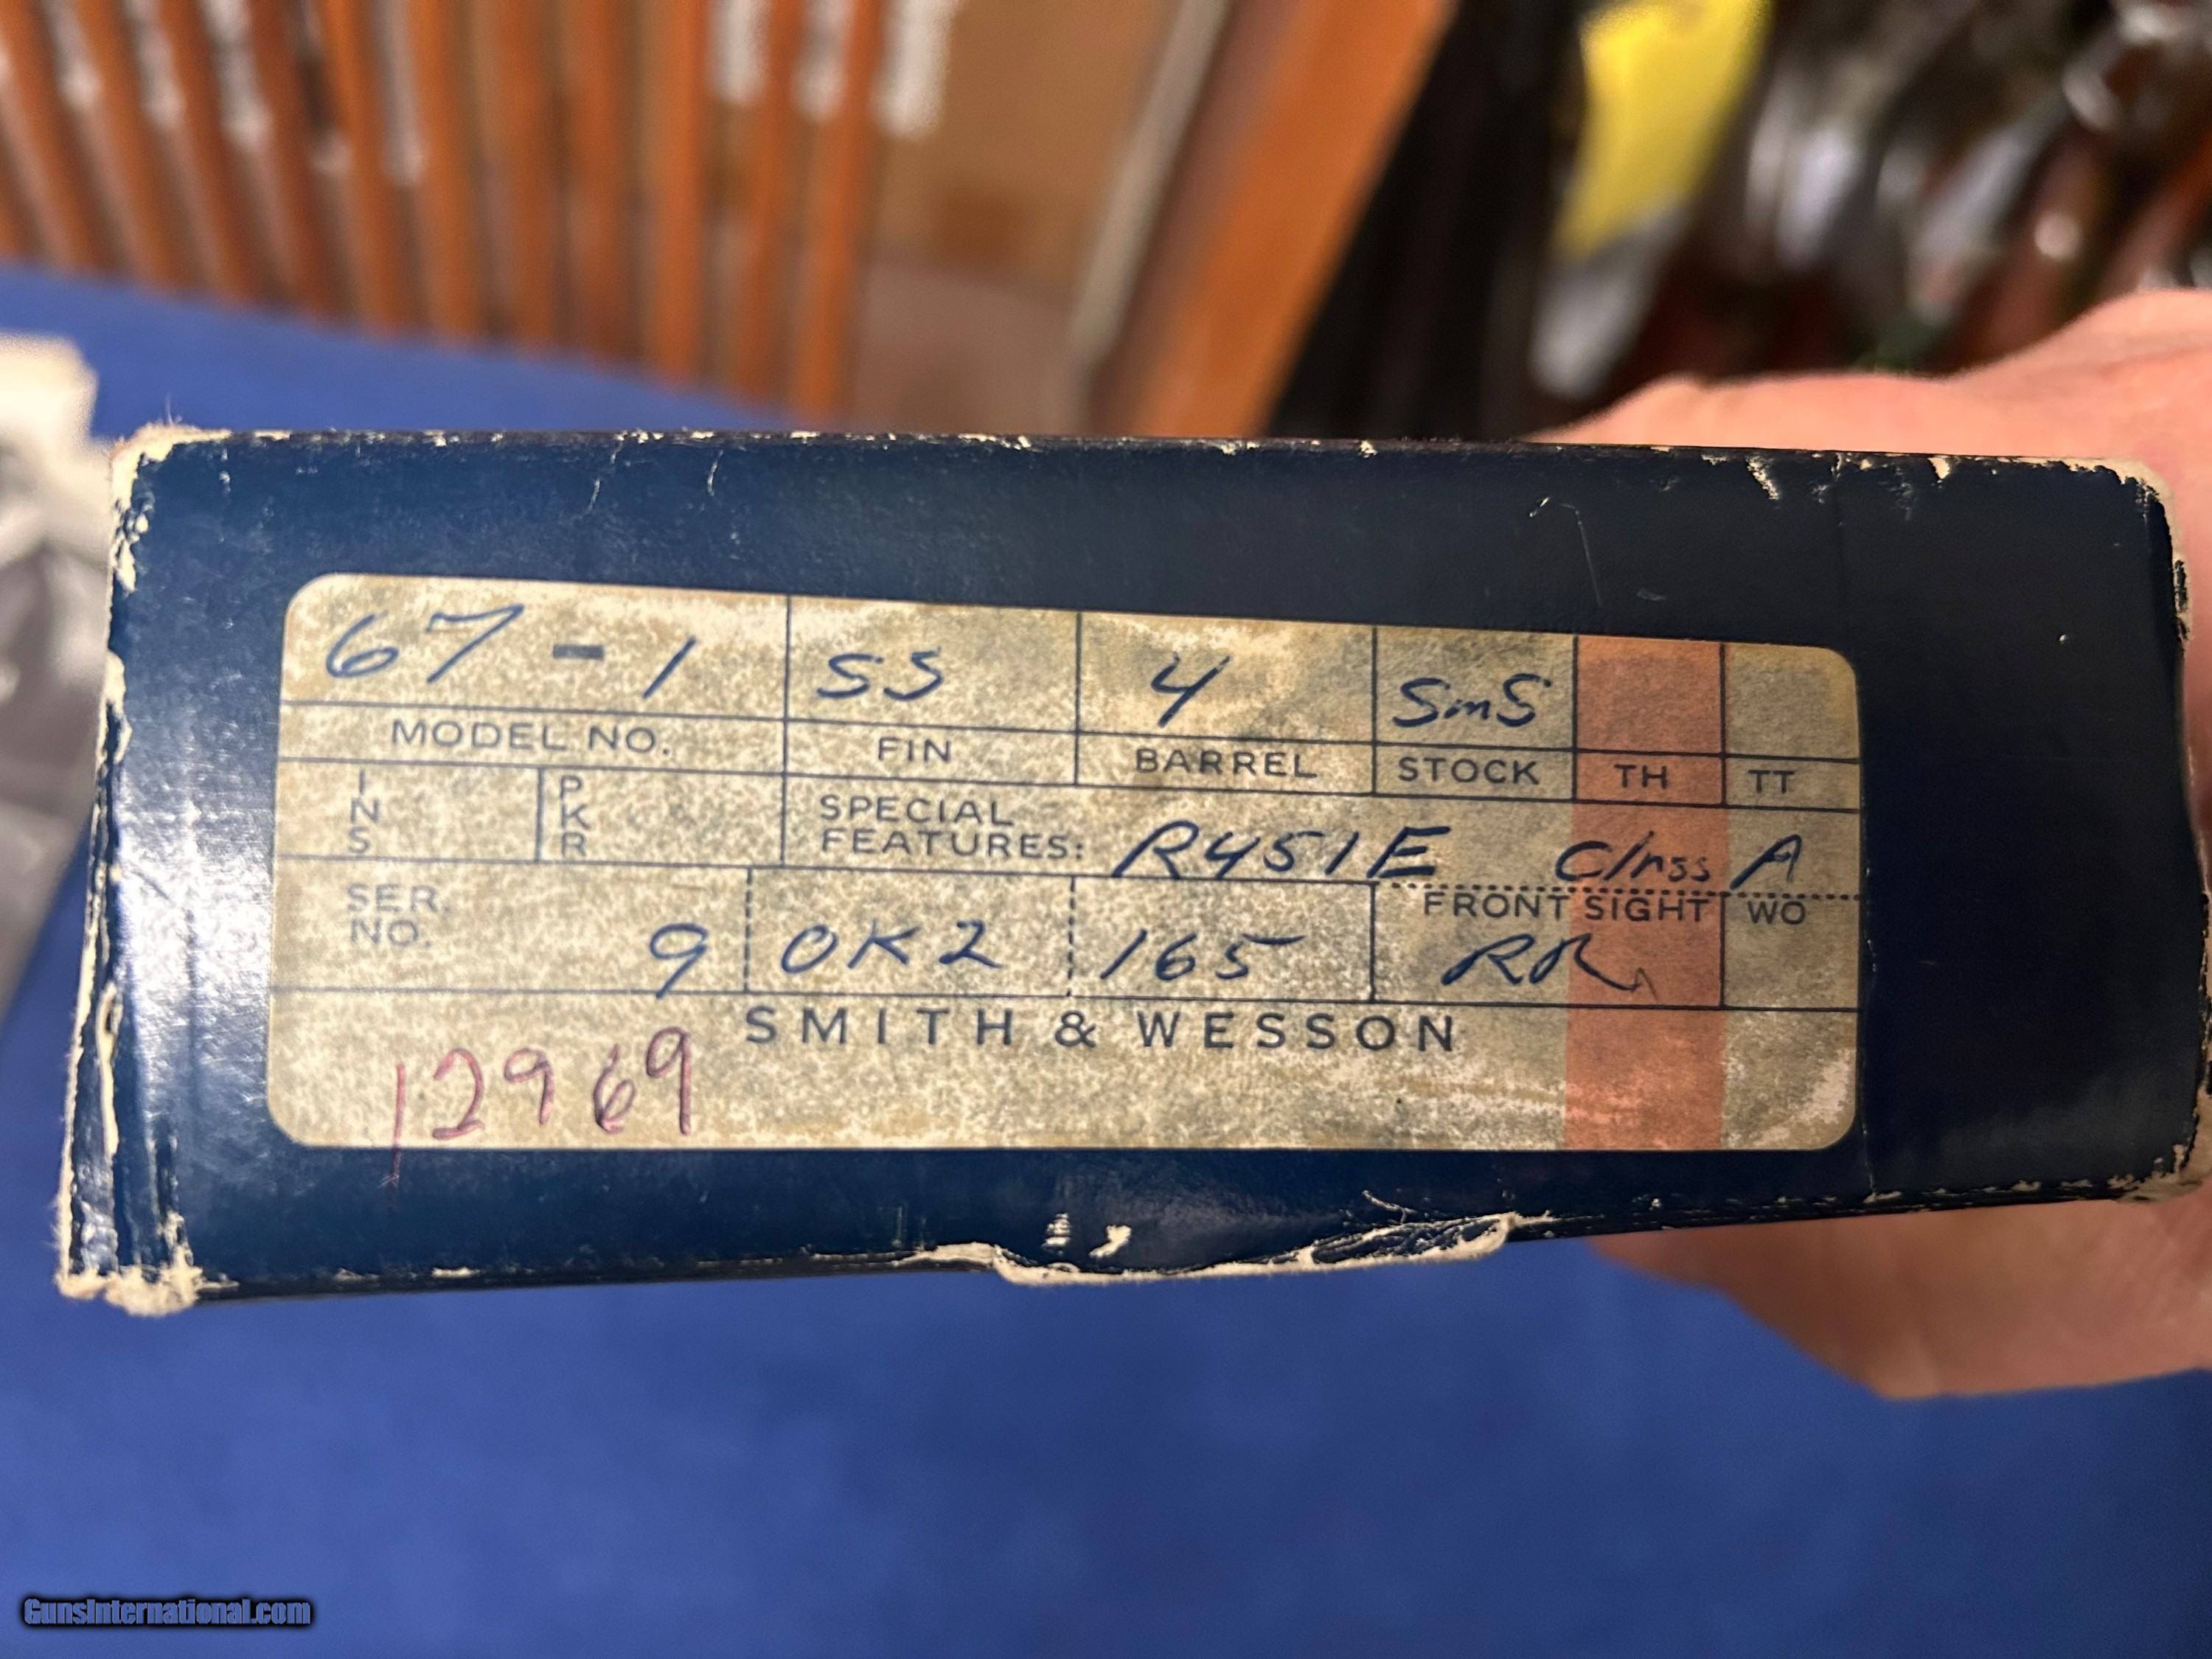 67-1 SS 4 SmS
MODEL NO. FIN BARREL STOCK TH TT
INS PKR SPECIAL FEATURES: R451E Class A
SER. NO. 9 OK2 165 FRONT SIGHT RR WO
SMITH & WESSON
12969
GunsInternational.com